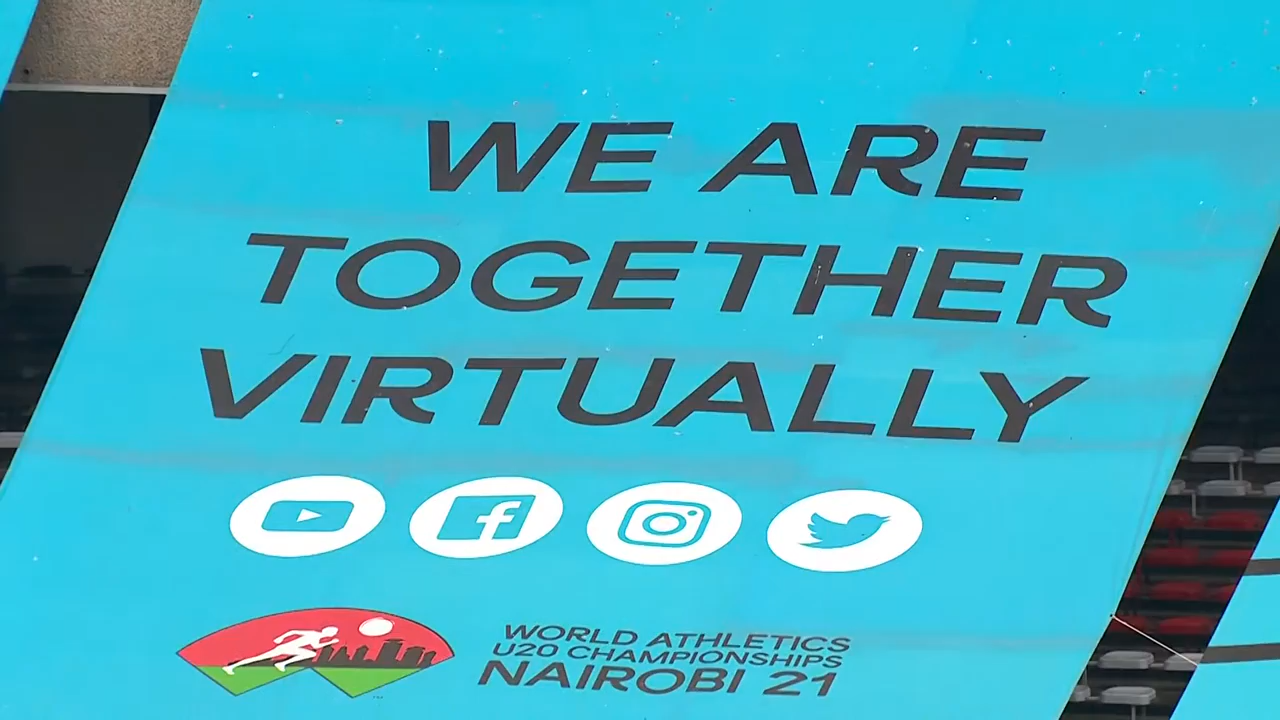 WE ARE
TOGETHER
VIRTUALLY
WORLD ATHLETICS
U20 CHAMPIONSHIPS
NAIROBI 21